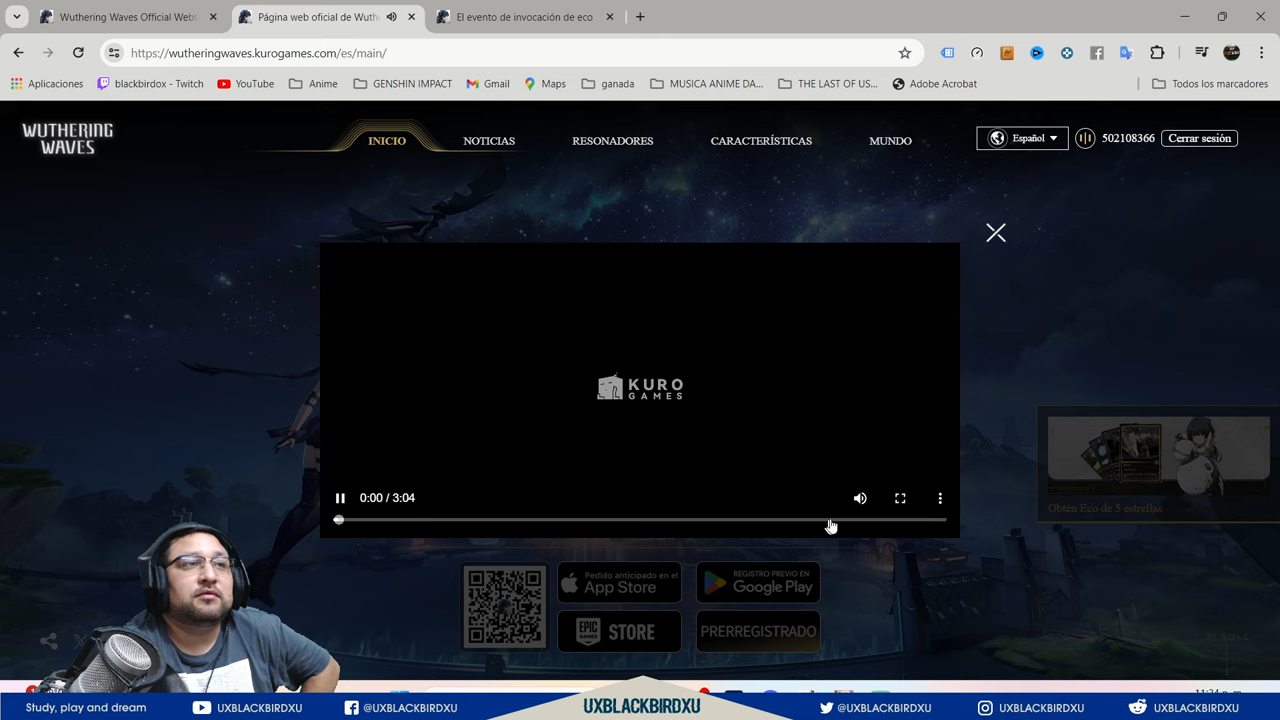 Wuthering Waves Official Webs
Página web oficial de Wuthe
El evento de invocación de eco
https://wutheringwaves.kurogames.com/es/main/
Aplicaciones
blackbirdox - Twitch
YouTube
Anime
GENSHIN IMPACT
Gmail
Maps
ganada
MUSICA ANIME DA...
THE LAST OF US...
Adobe Acrobat
Todos los marcadores
WUTHERING
WAVES
INICIO
NOTICIAS
RESONADORES
CARACTERÍSTICAS
MUNDO
Español
502108366
Cerrar sesión
KURO
GAMES
0:00 / 3:04
Obtén Eco de 5 estrellas
Pedido anticipado en el
App Store
REGISTRO PREVIO EN
Google Play
EPIC
GAMES
STORE
PRERREGISTRADO
SCROLL
Study, play and dream
UXBLACKBIRDXU
@UXBLACKBIRDXU
UXBLACKBIRDXU
@UXBLACKBIRDXU
UXBLACKBIRDXU
UXBLACKBIRDXU